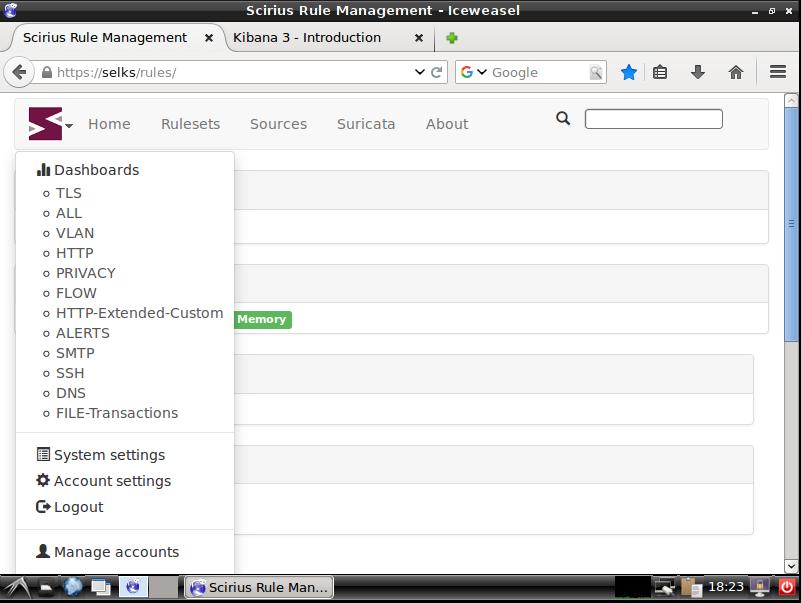 Scirius Rule Management - Iceweasel
Scirius Rule Management
Kibana 3 - Introduction
https://selks/rules/
Google
Home Rulesets Sources Suricata About
Dashboards
TLS
ALL
VLAN
HTTP
PRIVACY
FLOW
HTTP-Extended-Custom
Memory
ALERTS
SMTP
SSH
DNS
FILE-Transactions
System settings
Account settings
Logout
Manage accounts
Scirius Rule Man...
18:23